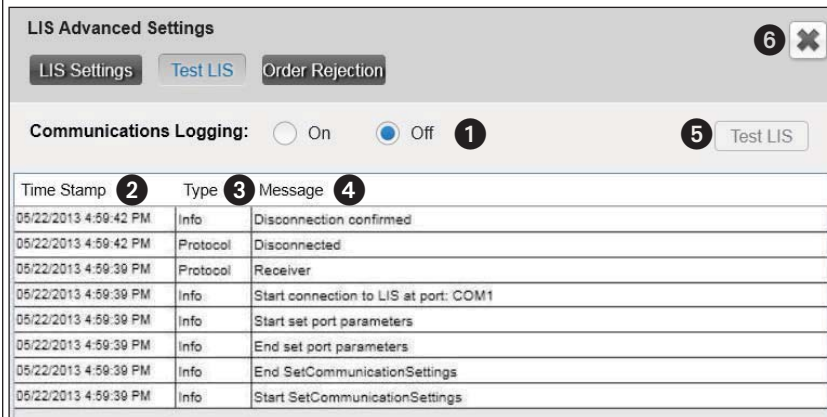 LIS Advanced Settings
6
LIS Settings Test LIS Order Rejection
Communications Logging: On Off 1 5 Test LIS
Time Stamp 2 Type 3 Message 4
05/22/2013 4:59:42 PM Info Disconnection confirmed
05/22/2013 4:59:42 PM Protocol Disconnected
05/22/2013 4:59:39 PM Protocol Receiver
05/22/2013 4:59:39 PM Info Start connection to LIS at port: COM1
05/22/2013 4:59:39 PM Info Start set port parameters
05/22/2013 4:59:39 PM Info End set port parameters
05/22/2013 4:59:39 PM Info End SetCommunicationSettings
05/22/2013 4:59:39 PM Info Start SetCommunicationSettings